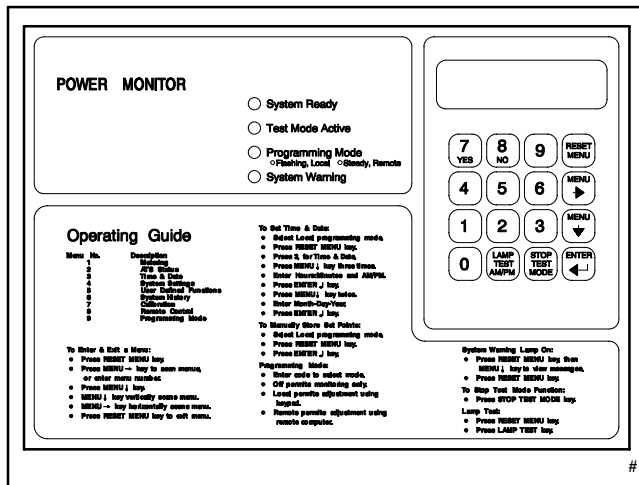 POWER MONITOR
System Ready
Test Mode Active
Programming Mode
Flashing, Local Steady, Remote
System Warning
7 YES 8 NO 9 RESET MENU
4 5 6 MENU →
1 2 3 MENU ↓
0 LAMP TEST AM/PM STOP TEST MODE ENTER ↵
Operating Guide
Menu No. Description
1 Metering
2 ATS Status
3 Time & Date
4 System Settings
5 User Defined Functions
6 System History
7 Calibration
8 Remote Control
9 Programming Mode
To Enter & Exit a Menu:
• Press RESET MENU key.
• Press MENU → key to scan menus,
or enter menu number.
• Press MENU ↓ key.
• MENU ↓ key vertically scans menu.
• MENU → key horizontally scans menu.
• Press RESET MENU key to exit menu.
To Set Time & Date:
• Select Local programming mode.
• Press RESET MENU key.
• Press 3, for Time & Date.
• Press MENU ↓ key three times.
• Enter Hours:Minutes and AM/PM.
• Press ENTER ↵ key.
• Press MENU ↓ key twice.
• Enter Month-Day-Year.
• Press ENTER ↵ key.
To Manually Store Set Points:
• Select Local programming mode.
• Press RESET MENU key.
• Press ENTER ↵ key.
Programming Mode:
• Enter code to select mode.
• Off permits monitoring only.
• Local permits adjustment using
keypad.
• Remote permits adjustment using
remote computer.
System Warning Lamp On:
• Press RESET MENU key, then
MENU ↓ key to view messages.
• Press RESET MENU key.
To Stop Test Mode Function:
• Press STOP TEST MODE key.
Lamp Test:
• Press RESET MENU key.
• Press LAMP TEST key.
#